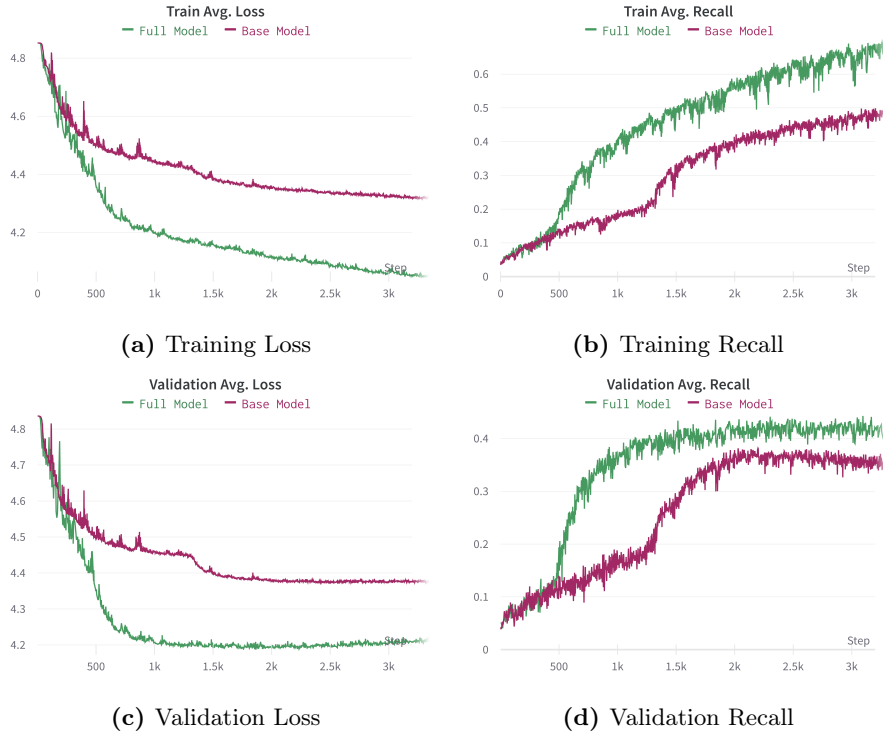 Train Avg. Loss
Full Model Base Model
4.8
4.6
4.4
4.2
Step
0 500 1k 1.5k 2k 2.5k 3k
(a) Training Loss
Train Avg. Recall
Full Model Base Model
0.6
0.5
0.4
0.3
0.2
0.1
0
Step
0 500 1k 1.5k 2k 2.5k 3k
(b) Training Recall
Validation Avg. Loss
Full Model Base Model
4.8
4.7
4.6
4.5
4.4
4.3
4.2
Step
500 1k 1.5k 2k 2.5k 3k
(c) Validation Loss
Validation Avg. Recall
Full Model Base Model
0.4
0.3
0.2
0.1
0
Step
500 1k 1.5k 2k 2.5k 3k
(d) Validation Recall